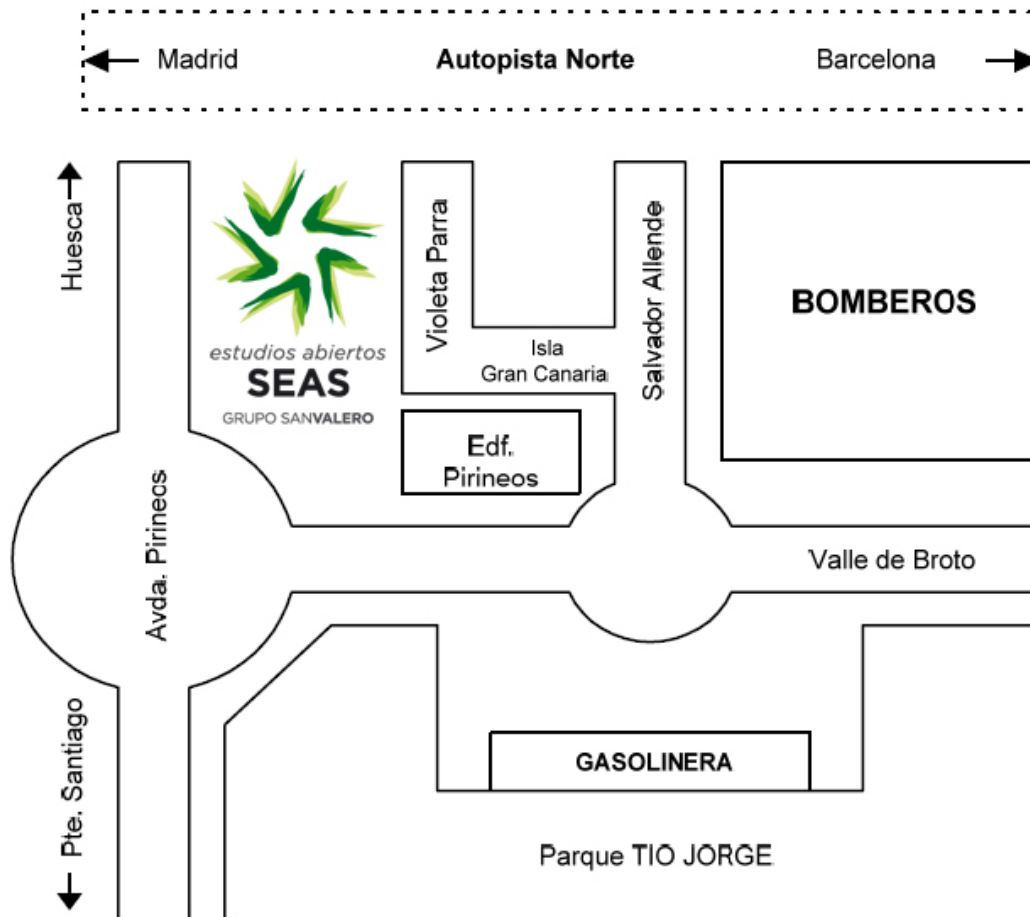 Madrid
Autopista Norte
Barcelona
Huesca
Violeta Parra
Salvador Allende
BOMBEROS
Isla
Gran Canaria
estudios abiertos
SEAS
GRUPO SANVALERO
Edf.
Pirineos
Avda. Pirineos
Valle de Broto
Pte. Santiago
GASOLINERA
Parque TIO JORGE